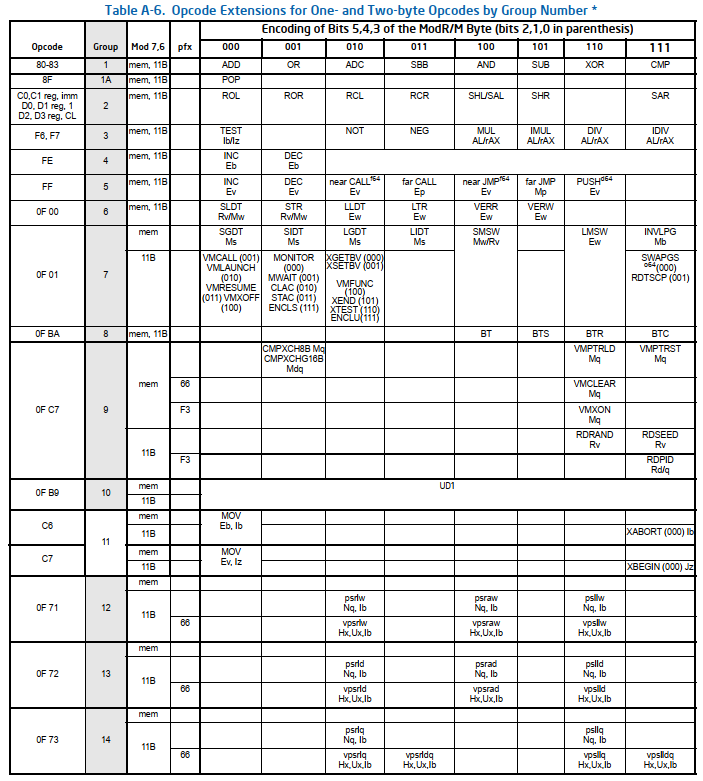 Table A-6. Opcode Extensions for One- and Two-byte Opcodes by Group Number *
Encoding of Bits 5,4,3 of the ModR/M Byte (bits 2,1,0 in parenthesis)
Opcode Group Mod 7,6 pfx 000 001 010 011 100 101 110 111
80-83 1 mem, 11B ADD OR ADC SBB AND SUB XOR CMP
8F 1A mem, 11B POP
C0,C1 reg, imm
D0, D1 reg, 1
D2, D3 reg, CL
2 mem, 11B ROL ROR RCL RCR SHL/SAL SHR SAR
F6, F7 3 mem, 11B TEST NOT NEG MUL IMUL DIV IDIV
Ib/Iz AL/rAX AL/rAX AL/rAX AL/rAX
FE 4 mem, 11B INC DEC
Eb Eb
FF 5 mem, 11B INC DEC near CALLf64 far CALL near JMPf64 far JMP PUSHd64
Ev Ev Ev Ep Ev Mp Ev
0F 00 6 mem, 11B SLDT STR LLDT LTR VERR VERW
Rv/Mw Rv/Mw Ew Ew Ew Ew
0F 01 7 mem SGDT SIDT LGDT LIDT SMSW LMSW INVLPG
Ms Ms Ms Ms Mw/Rv Ew Mb
11B
VMCALL (001)
VMLAUNCH
(010)
VMRESUME
(011) VMXOFF
(100)
MONITOR
(000)
MWAIT (001)
CLAC (010)
STAC (011)
ENCLS (111)
XGETBV (000)
XSETBV (001)
VMFUNC
(100)
XEND (101)
XTEST (110)
ENCLU(111)
SWAPGS
o64(000)
RDTSCP (001)
0F BA 8 mem, 11B BT BTS BTR BTC
0F C7 9 mem CMPXCH8B Mq VMPTRLD VMPTRST
CMPXCHG16B Mq Mq
Mdq
66 VMCLEAR
Mq
F3 VMXON
Mq
11B RDRAND RDSEED
Rv Rv
F3 RDPID
Rd/q
0F B9 10 mem UD1
11B
C6 11 mem MOV
Eb, Ib
11B XABORT (000) Ib
C7 mem MOV
Ev, Iz
11B XBEGIN (000) Jz
0F 71 12 mem
11B psrlw psraw psllw
Nq, Ib Nq, Ib Nq, Ib
66 vpsrlw vpsraw vpsllw
Hx,Ux,Ib Hx,Ux,Ib Hx,Ux,Ib
0F 72 13 mem
11B psrld psrad pslld
Nq, Ib Nq, Ib Nq, Ib
66 vpsrld vpsrad vpslld
Hx,Ux,Ib Hx,Ux,Ib Hx,Ux,Ib
0F 73 14 mem
11B psrlq psllq
Nq, Ib Nq, Ib
66 vpsrlq vpsrldq vpsllq vpslldq
Hx,Ux,Ib Hx,Ux,Ib Hx,Ux,Ib Hx,Ux,Ib